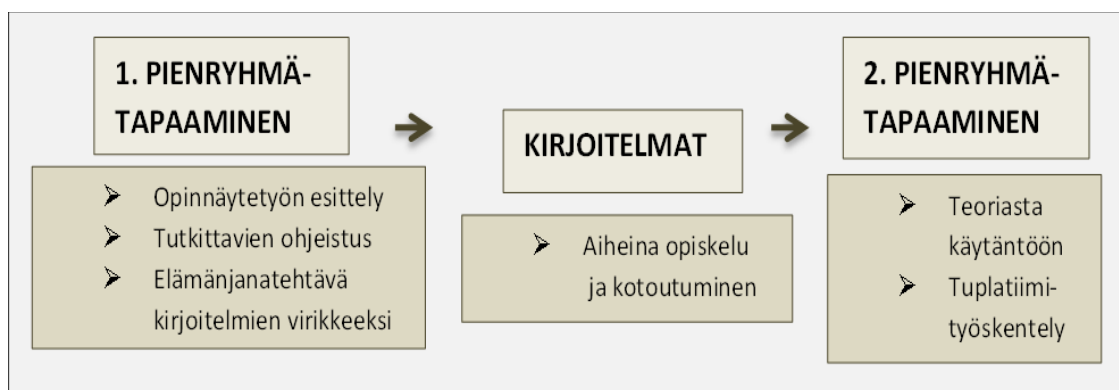 1. PIENRYHMÄ-
TAPAAMINEN
Opinnäytetyön esittely
Tutkittavien ohjeistus
Elämänjanatehtävä
kirjoitelmien virikkeeksi
KIRJOITELMAT
Aiheina opiskelu
ja kotoutuminen
2. PIENRYHMÄ-
TAPAAMINEN
Teoriasta
käytäntöön
Tuplatiimi-
työskentely